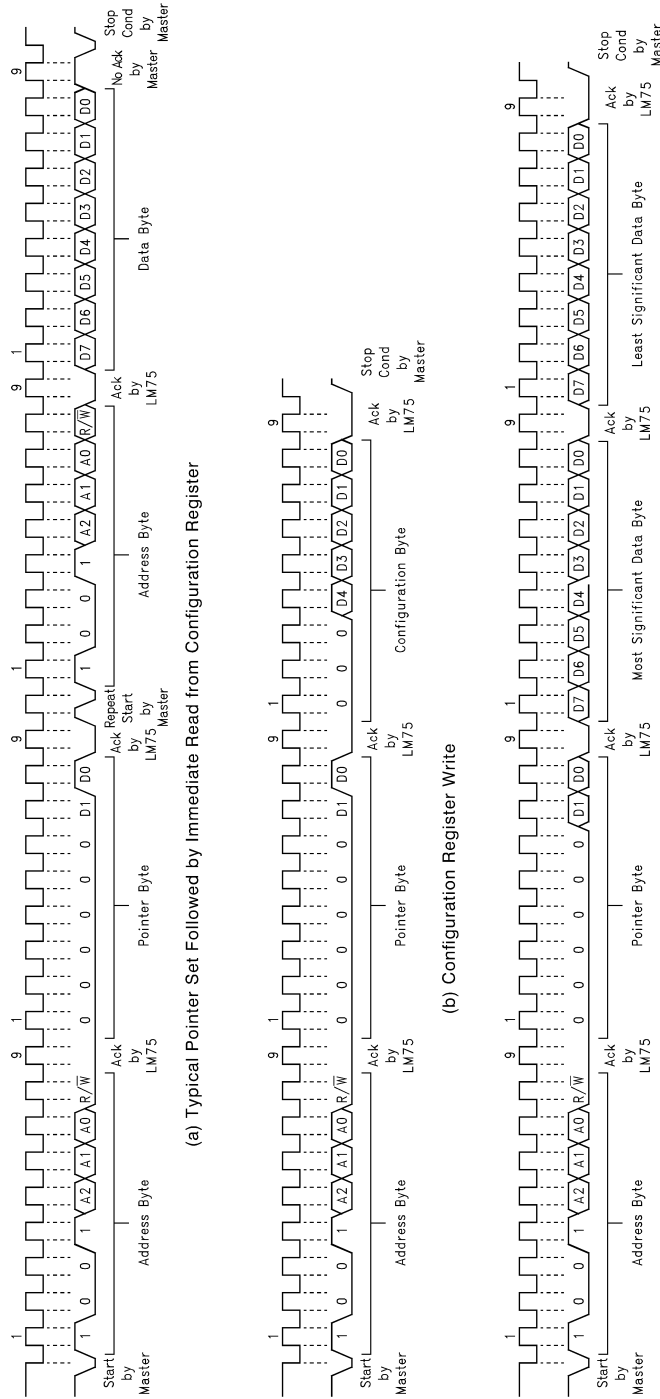 1 9 1 9 1 9 1 9
1 0 0 1 A2 A1 A0 R/W 0 0 0 0 0 0 D1 D0 1 0 0 1 A2 A1 A0 R/W D7 D6 D5 D4 D3 D2 D1 D0
Start by Master
Address Byte
Ack by LM75
Pointer Byte
Ack by LM75
Repeat Start by Master
Address Byte
Ack by LM75
Data Byte
No Ack by Master
Stop Cond by Master
(a) Typical Pointer Set Followed by Immediate Read from Configuration Register
1 9 1 9 1 9
1 0 0 1 A2 A1 A0 R/W 0 0 0 0 0 0 D1 D0 0 0 0 D4 D3 D2 D1 D0
Start by Master
Address Byte
Ack by LM75
Pointer Byte
Ack by LM75
Configuration Byte
Ack by LM75
Stop Cond by Master
(b) Configuration Register Write
1 9 1 9 1 9 1 9
1 0 0 1 A2 A1 A0 R/W 0 0 0 0 0 0 D1 D0 D7 D6 D5 D4 D3 D2 D1 D0 D7 D6 D5 D4 D3 D2 D1 D0
Start by Master
Address Byte
Ack by LM75
Pointer Byte
Ack by LM75
Most Significant Data Byte
Ack by LM75
Least Significant Data Byte
Ack by LM75
Stop Cond by Master